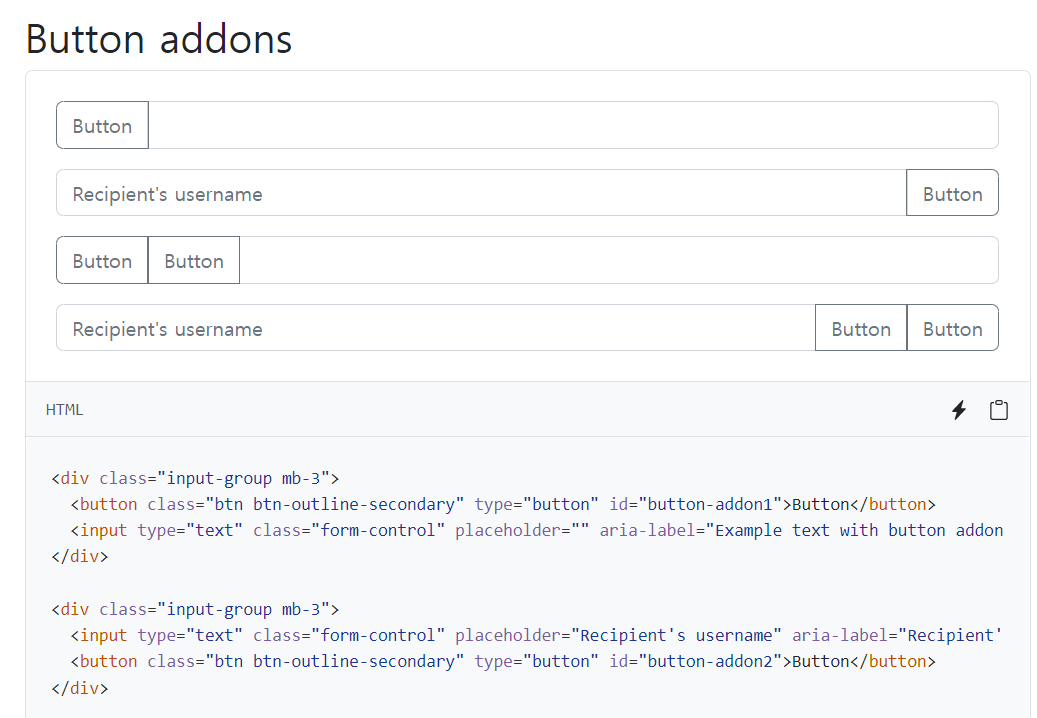 Button addons
Button
Recipient's username Button
Button Button
Recipient's username Button Button
HTML
<div class="input-group mb-3">
  <button class="btn btn-outline-secondary" type="button" id="button-addon1">Button</button>
  <input type="text" class="form-control" placeholder="" aria-label="Example text with button addon
</div>
<div class="input-group mb-3">
  <input type="text" class="form-control" placeholder="Recipient's username" aria-label="Recipient'
  <button class="btn btn-outline-secondary" type="button" id="button-addon2">Button</button>
</div>